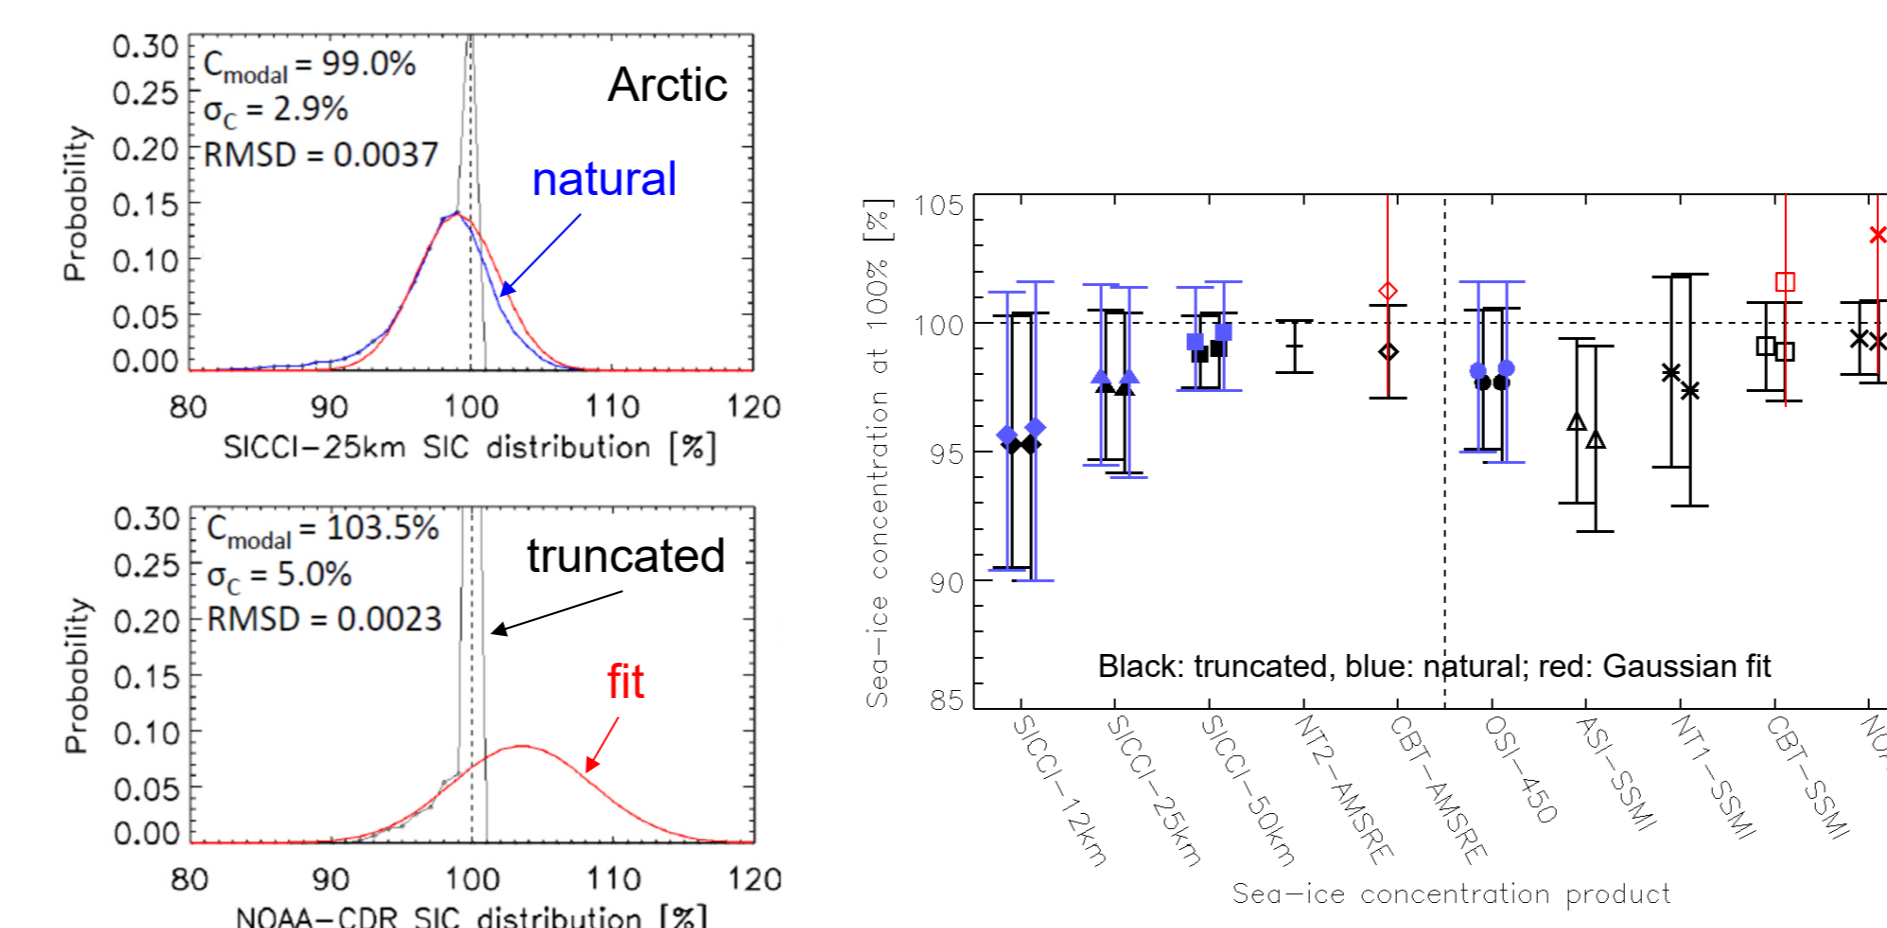 0.30
0.25
0.20
0.15
0.10
0.05
0.00
Probability
C modal = 99.0%
σC = 2.9%
RMSD = 0.0037
Arctic
natural
80 90 100 110 120
SICCI-25km SIC distribution [%]
0.30
0.25
0.20
0.15
0.10
0.05
0.00
Probability
C modal = 103.5%
σC = 5.0%
RMSD = 0.0023
truncated
fit
80 90 100 110 120
NOAA-CDR SIC distribution [%]
105
100
95
90
85
Sea-ice concentration at 100% [%]
Black: truncated, blue: natural; red: Gaussian fit
SICCI-12km
SICCI-25km
SICCI-50km
NT2-AMSRE
CBT-AMSRE
OSI-450
ASI-SSMI
NT1-SSMI
CBT-SSMI
Sea-ice concentration product